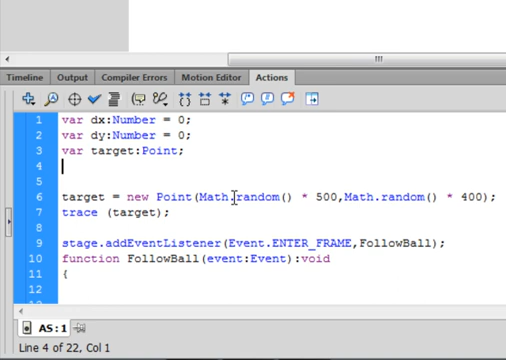 Timeline Output Compiler Errors Motion Editor Actions
1 var dx:Number = 0;
2 var dy:Number = 0;
3 var target:Point;
4
5
6 target = new Point(Math.random() * 500,Math.random() * 400);
7 trace (target);
8
9 stage.addEventListener(Event.ENTER_FRAME,FollowBall);
10 function FollowBall(event:Event):void
11 {
12
AS: 1
Line 4 of 22, Col 1